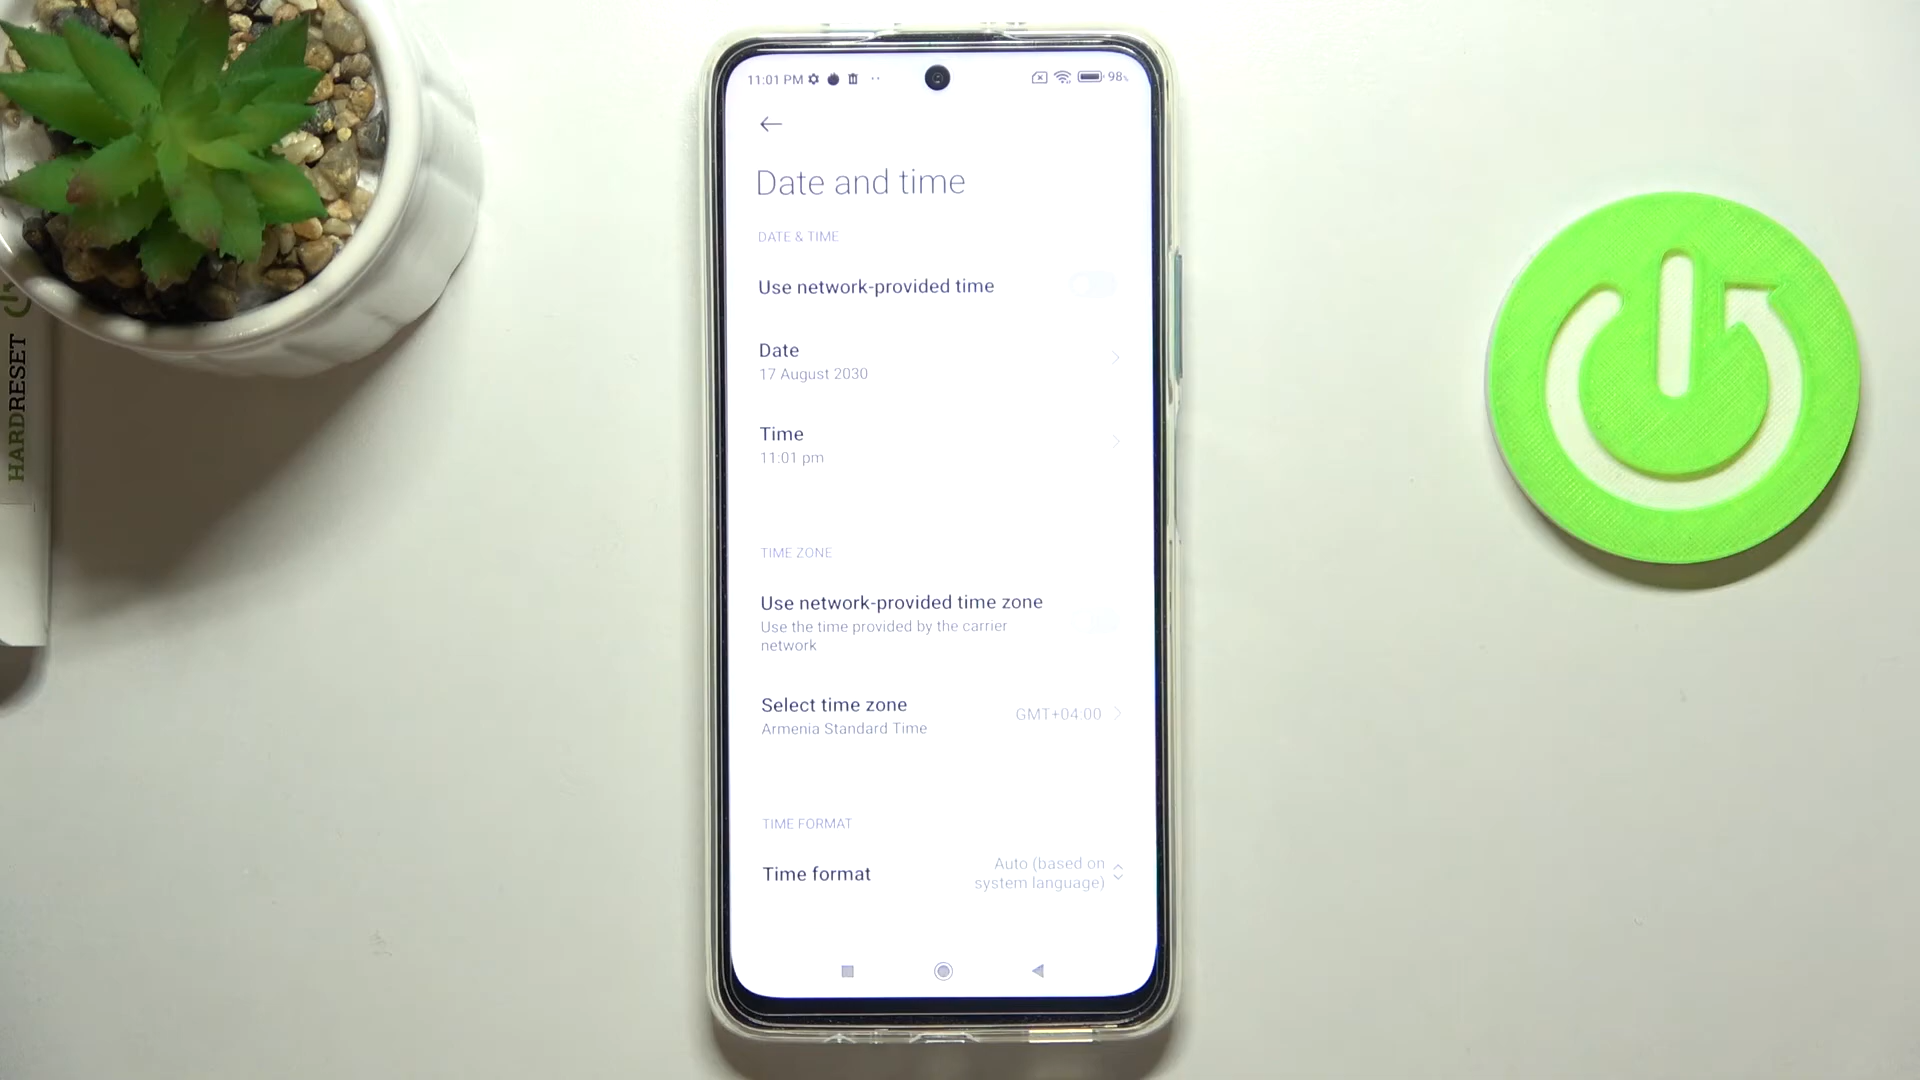 11:01 PM
98%
Date and time
DATE & TIME
Use network-provided time
Date
17 August 2030
Time
11:01 pm
TIME ZONE
Use network-provided time zone
Use the time provided by the carrier
network
Select time zone
GMT+04:00
Armenia Standard Time
TIME FORMAT
Time format
Auto (based on
system language)
HARDRESET